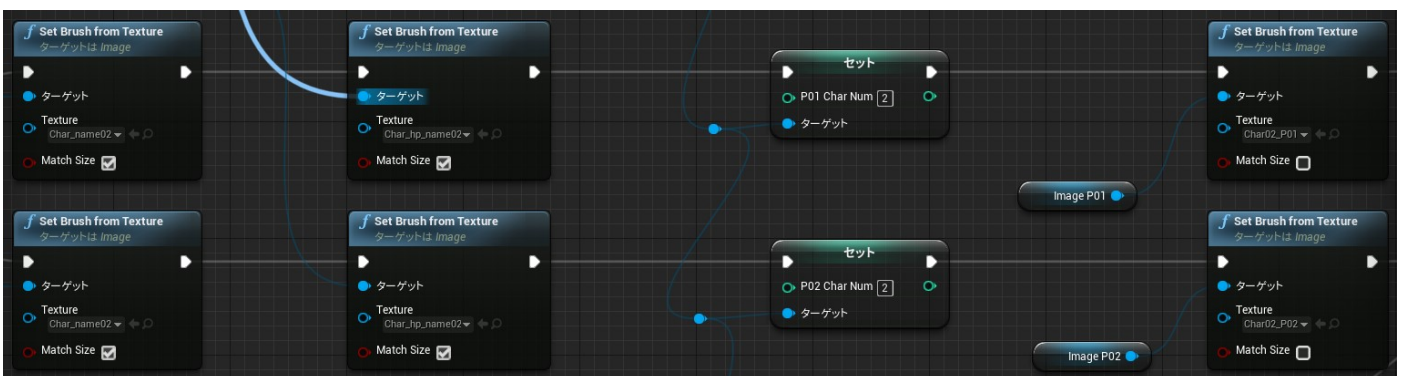 Set Brush from Texture
ターゲットは Image
ターゲット
Texture
Char_name02
Match Size
Set Brush from Texture
ターゲットは Image
ターゲット
Texture
Char_hp_name02
Match Size
セット
P01 Char Num 2
ターゲット
Image P01
Set Brush from Texture
ターゲットは Image
ターゲット
Texture
Char02_P01
Match Size
Set Brush from Texture
ターゲットは Image
ターゲット
Texture
Char_name02
Match Size
Set Brush from Texture
ターゲットは Image
ターゲット
Texture
Char_hp_name02
Match Size
セット
P02 Char Num 2
ターゲット
Image P02
Set Brush from Texture
ターゲットは Image
ターゲット
Texture
Char02_P02
Match Size